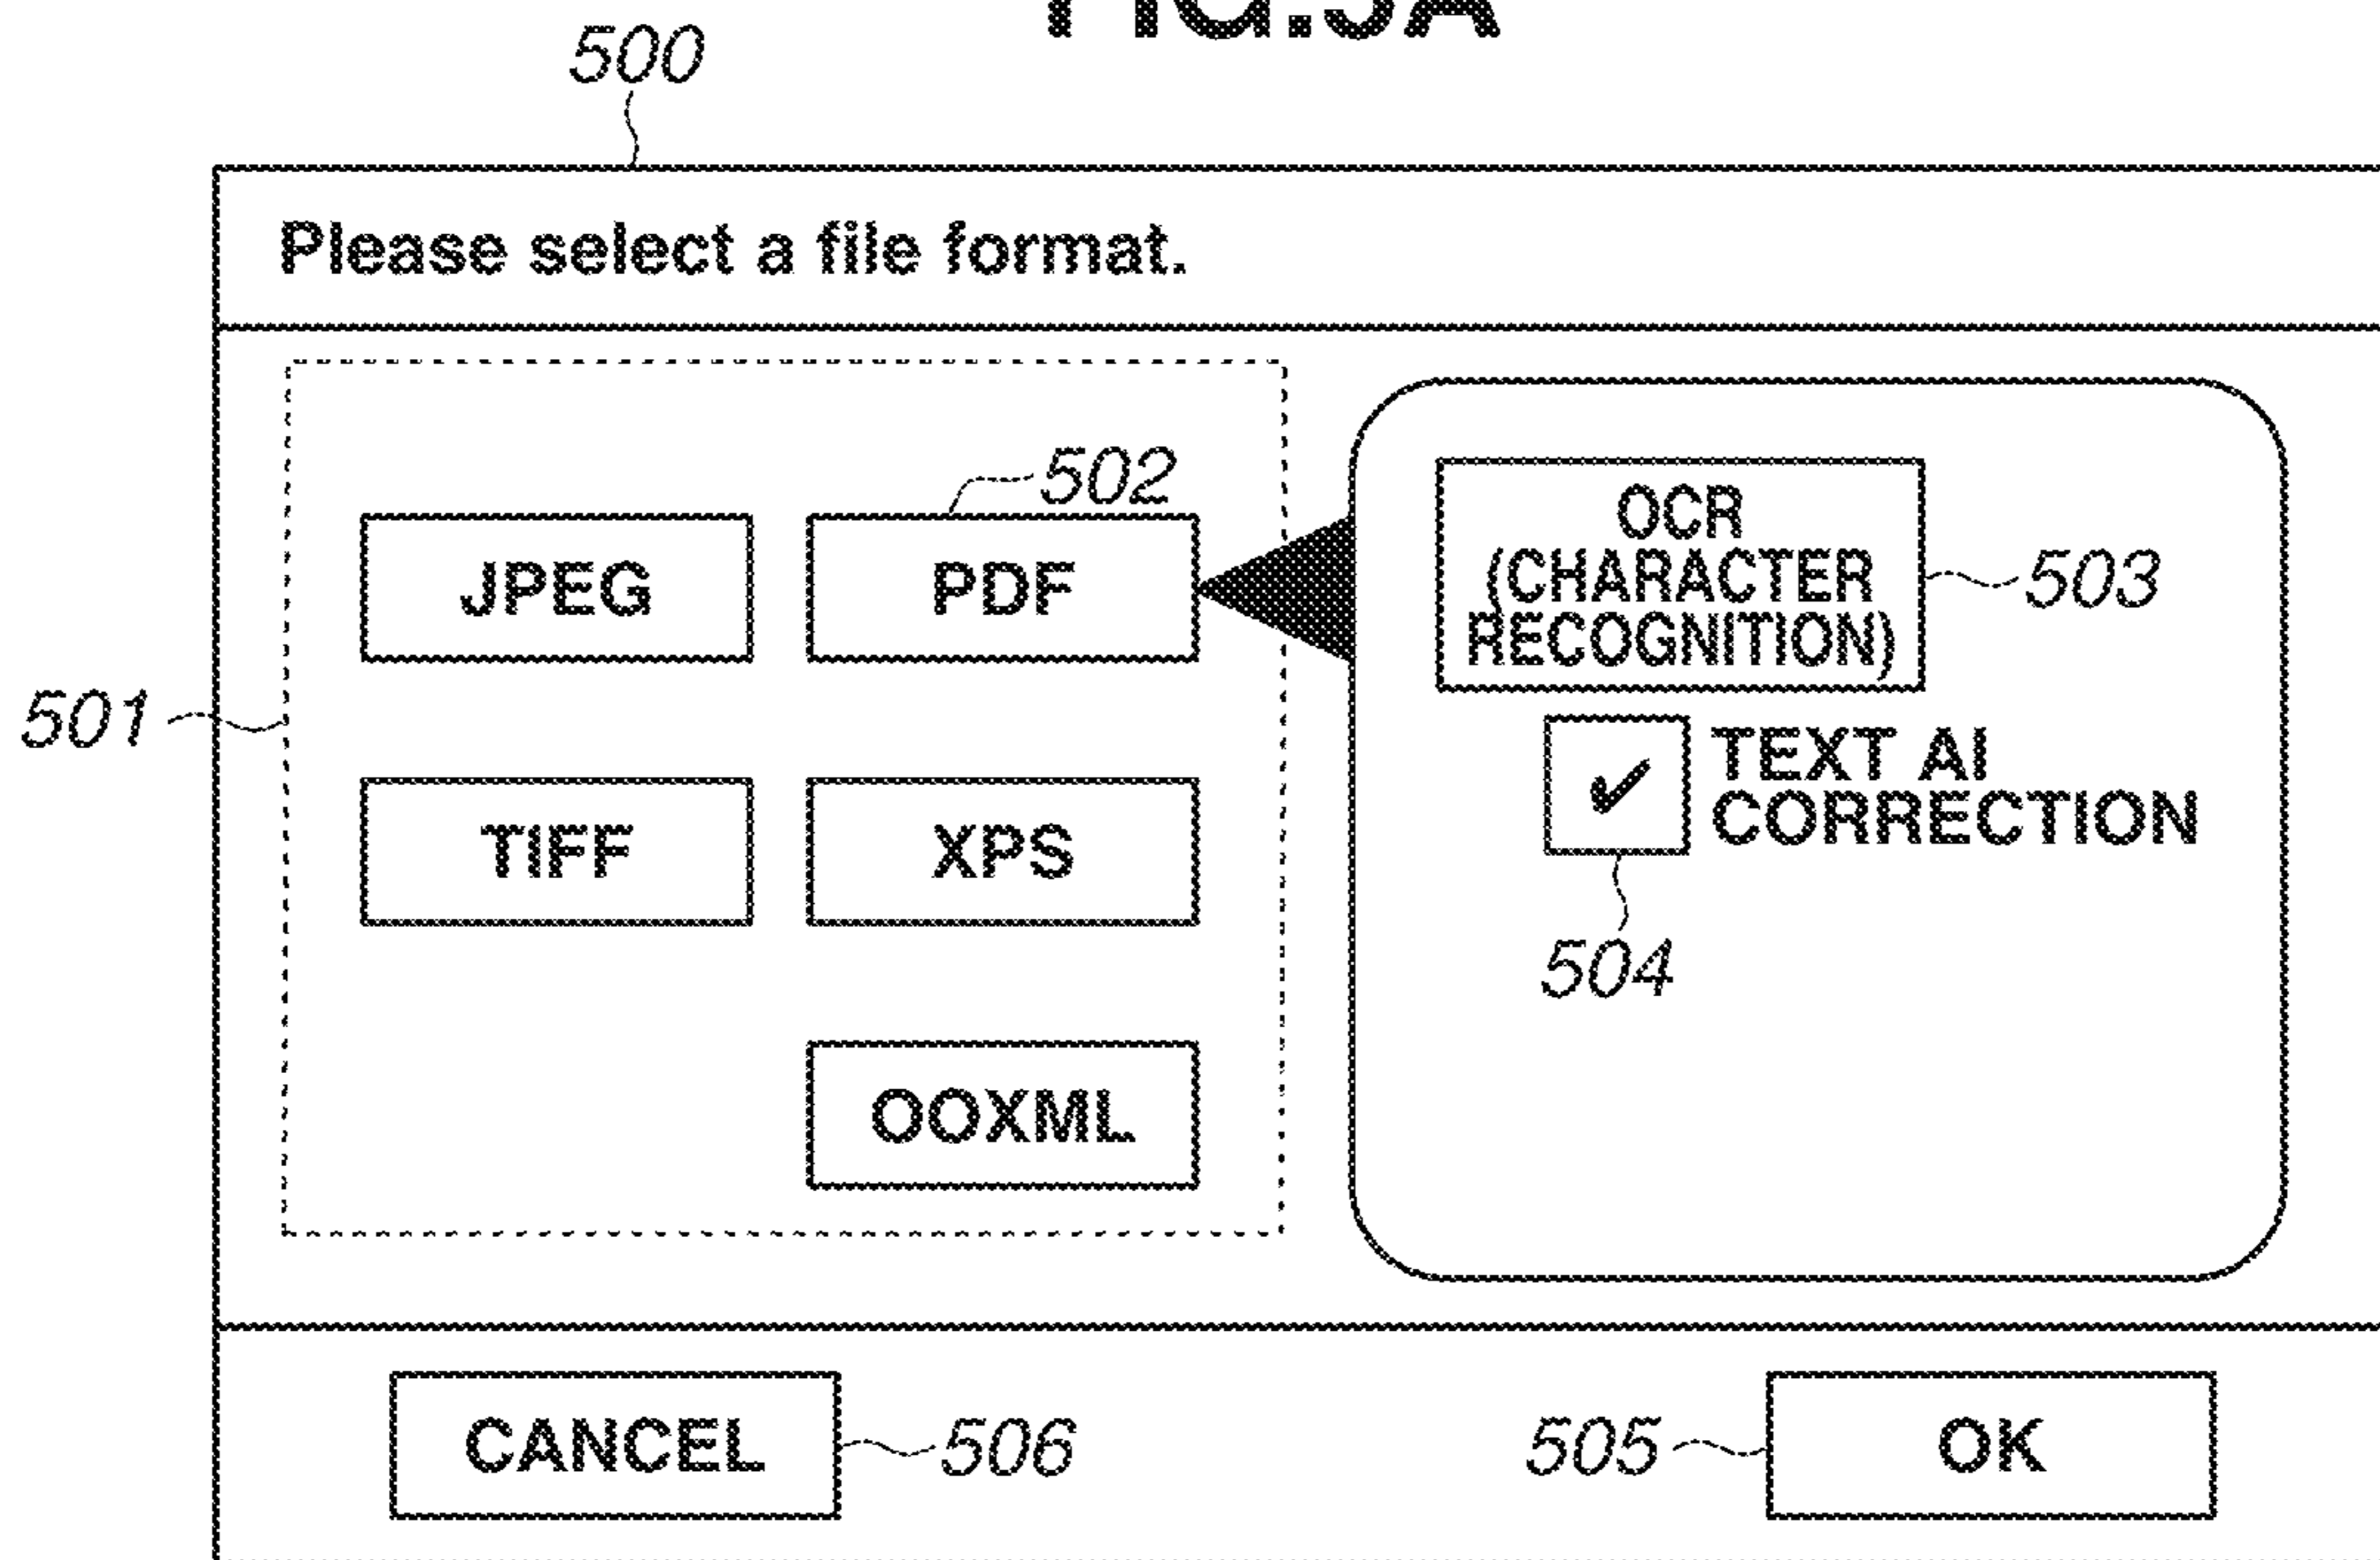 FIG.5A
500
Please select a file format.
501
502
JPEG
PDF
TIFF
XPS
OOXML
OCR
(CHARACTER
RECOGNITION)
503
TEXT AI
CORRECTION
504
CANCEL
506
505
OK